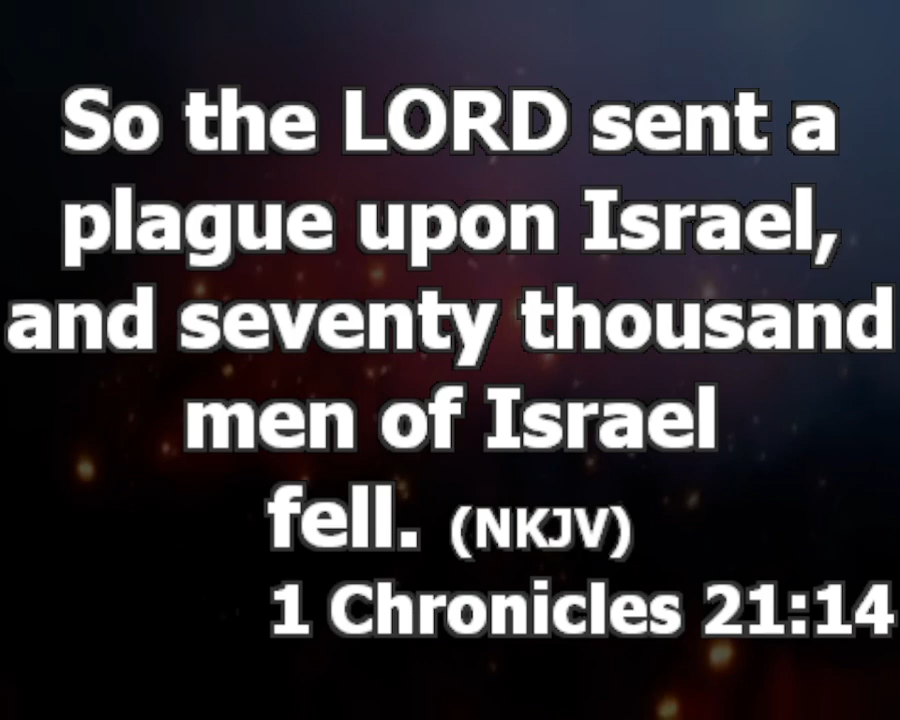 So the LORD sent a
plague upon Israel,
and seventy thousand
men of Israel
fell. (NKJV)
1 Chronicles 21:14